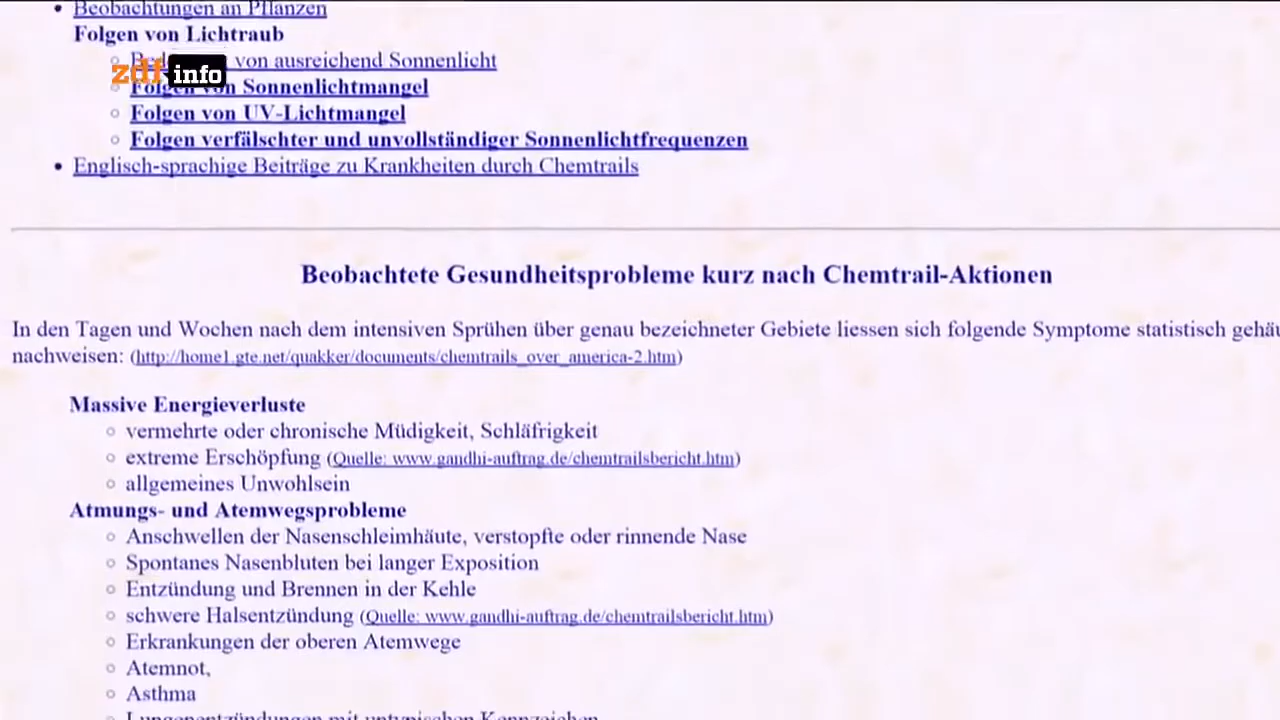 Beobachtungen an Pflanzen
Folgen von Lichtraub
von ausreichend Sonnenlicht
zdf info
Folgen von Sonnenlichtmangel
Folgen von UV-Lichtmangel
Folgen verfälschter und unvollständiger Sonnenlichtfrequenzen
Englisch-sprachige Beiträge zu Krankheiten durch Chemtrails
Beobachtete Gesundheitsprobleme kurz nach Chemtrail-Aktionen
In den Tagen und Wochen nach dem intensiven Sprühen über genau bezeichneter Gebiete liessen sich folgende Symptome statistisch gehäu
nachweisen: (http://home1.gte.net/quakker/documents/chemtrails_over_america-2.htm)
Massive Energieverluste
vermehrte oder chronische Müdigkeit, Schläfrigkeit
extreme Erschöpfung (Quelle: www.gandhi-auftrag.de/chemtrailsbericht.htm)
allgemeines Unwohlsein
Atmungs- und Atemwegsprobleme
Anschwellen der Nasenschleimhäute, verstopfte oder rinnende Nase
Spontanes Nasenbluten bei langer Exposition
Entzündung und Brennen in der Kehle
schwere Halsentzündung (Quelle: www.gandhi-auftrag.de/chemtrailsbericht.htm)
Erkrankungen der oberen Atemwege
Atemnot,
Asthma
Lungenentzündungen mit untypischen Kennzeichen